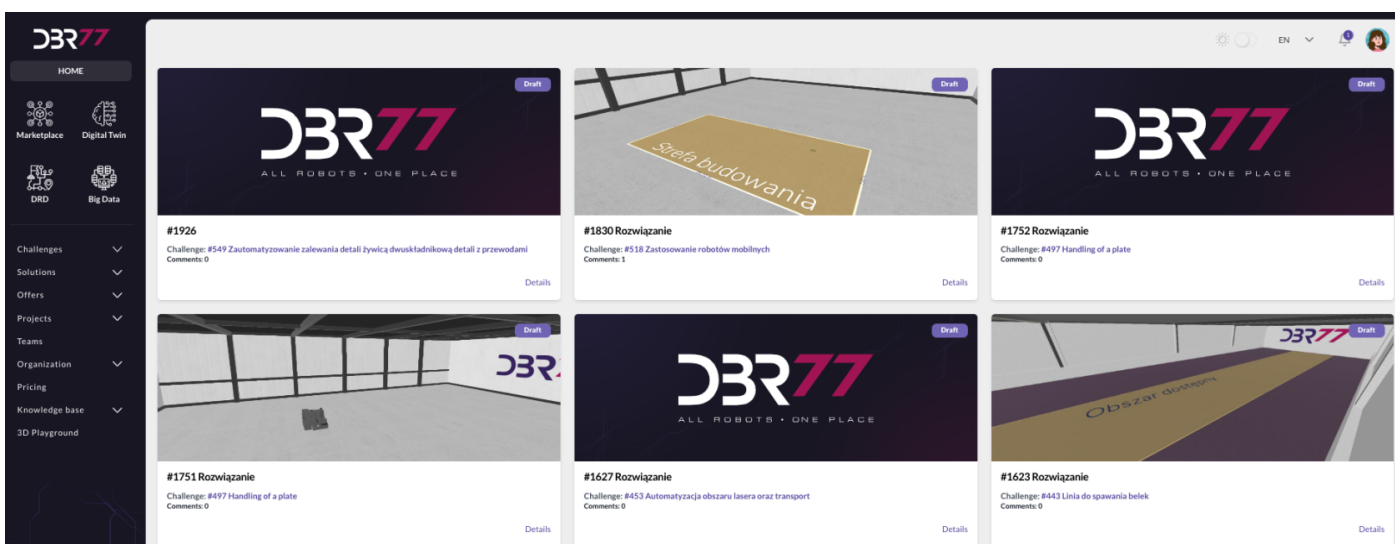 DBR77
EN
1
HOME
Marketplace
Digital Twin
DRD
Big Data
Challenges
Solutions
Offers
Projects
Teams
Organization
Pricing
Knowledge base
3D Playground
Draft
DBR77
ALL ROBOTS • ONE PLACE
#1926
Challenge: #549 Zautomatyzowanie zalewania detali żywicą dwuskładnikową detali z przewodami
Comments: 0
Details
Draft
Strefa budowania
#1830 Rozwiązanie
Challenge: #518 Zastosowanie robotów mobilnych
Comments: 1
Details
Draft
DBR77
ALL ROBOTS • ONE PLACE
#1752 Rozwiązanie
Challenge: #497 Handling of a plate
Comments: 0
Details
Draft
DBR
#1751 Rozwiązanie
Challenge: #497 Handling of a plate
Comments: 0
Details
Draft
DBR77
ALL ROBOTS • ONE PLACE
#1627 Rozwiązanie
Challenge: #453 Automatyzacja obszaru lasera oraz transport
Comments: 0
Details
Draft
DBR77
Obszar dostępny
#1623 Rozwiązanie
Challenge: #443 Linia do spawania belek
Comments: 0
Details